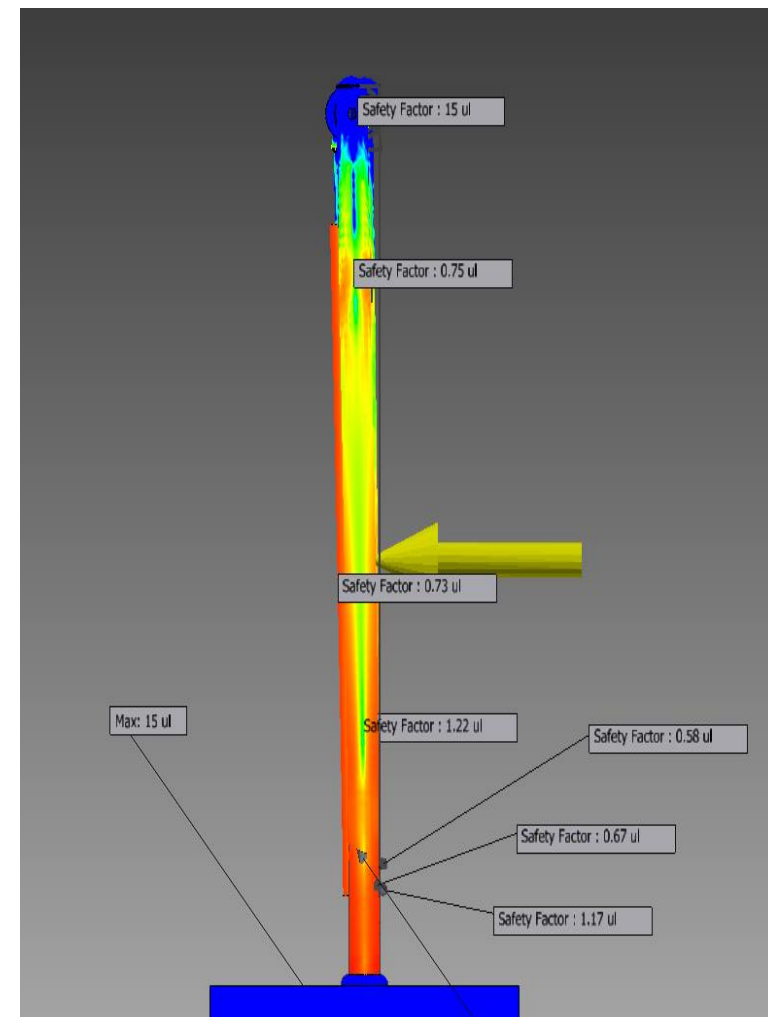 Safety Factor : 15 ul
Safety Factor : 0.75 ul
Safety Factor : 0.73 ul
Max: 15 ul
Safety Factor : 1.22 ul
Safety Factor : 0.58 ul
Safety Factor : 0.67 ul
Safety Factor : 1.17 ul